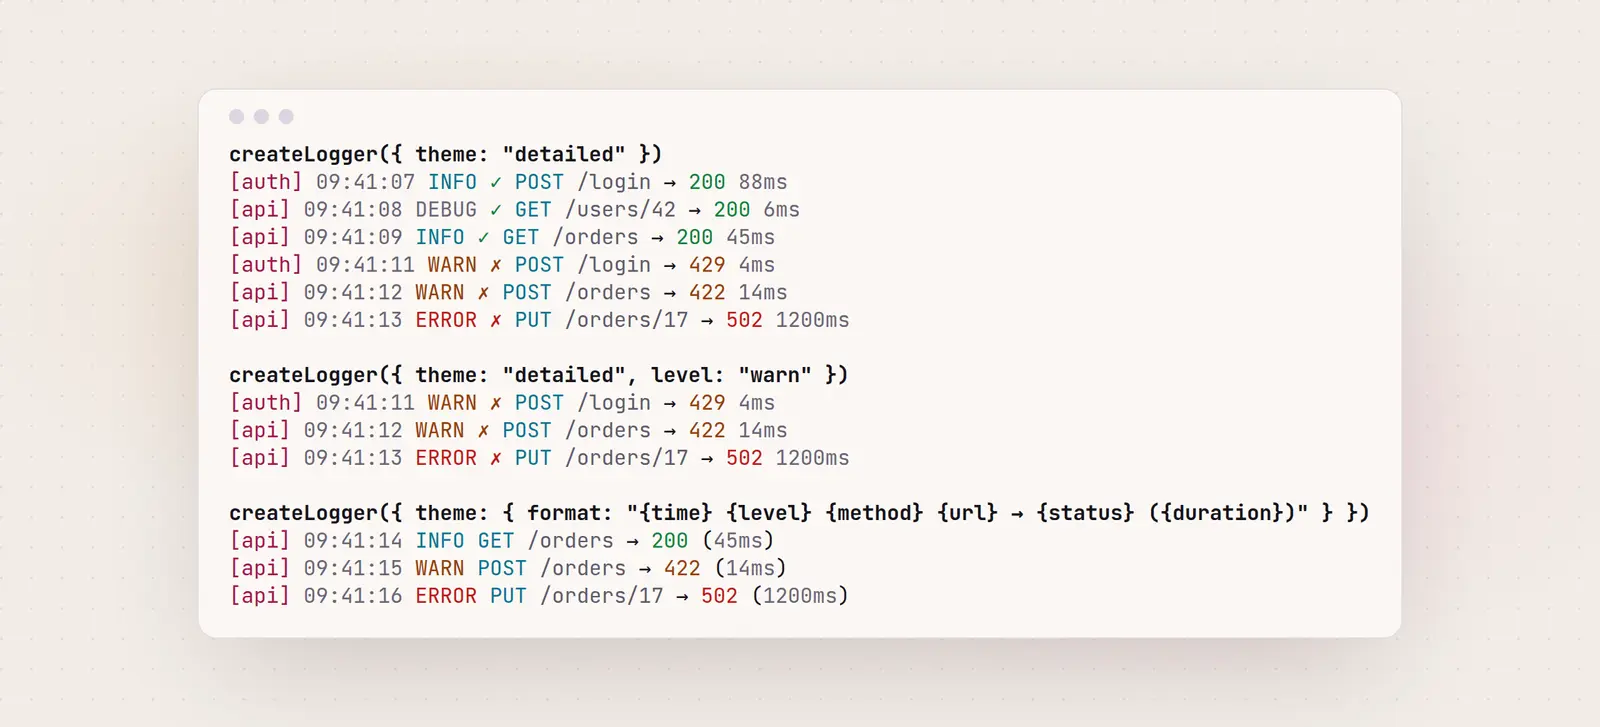 createLogger({ theme: "detailed" })
[auth] 09:41:07 INFO ✓ POST /login → 200 88ms
[api] 09:41:08 DEBUG ✓ GET /users/42 → 200 6ms
[api] 09:41:09 INFO ✓ GET /orders → 200 45ms
[auth] 09:41:11 WARN ✗ POST /login → 429 4ms
[api] 09:41:12 WARN ✗ POST /orders → 422 14ms
[api] 09:41:13 ERROR ✗ PUT /orders/17 → 502 1200ms
createLogger({ theme: "detailed", level: "warn" })
[auth] 09:41:11 WARN ✗ POST /login → 429 4ms
[api] 09:41:12 WARN ✗ POST /orders → 422 14ms
[api] 09:41:13 ERROR ✗ PUT /orders/17 → 502 1200ms
createLogger({ theme: { format: "{time} {level} {method} {url} → {status} ({duration})" } })
[api] 09:41:14 INFO GET /orders → 200 (45ms)
[api] 09:41:15 WARN POST /orders → 422 (14ms)
[api] 09:41:16 ERROR PUT /orders/17 → 502 (1200ms)